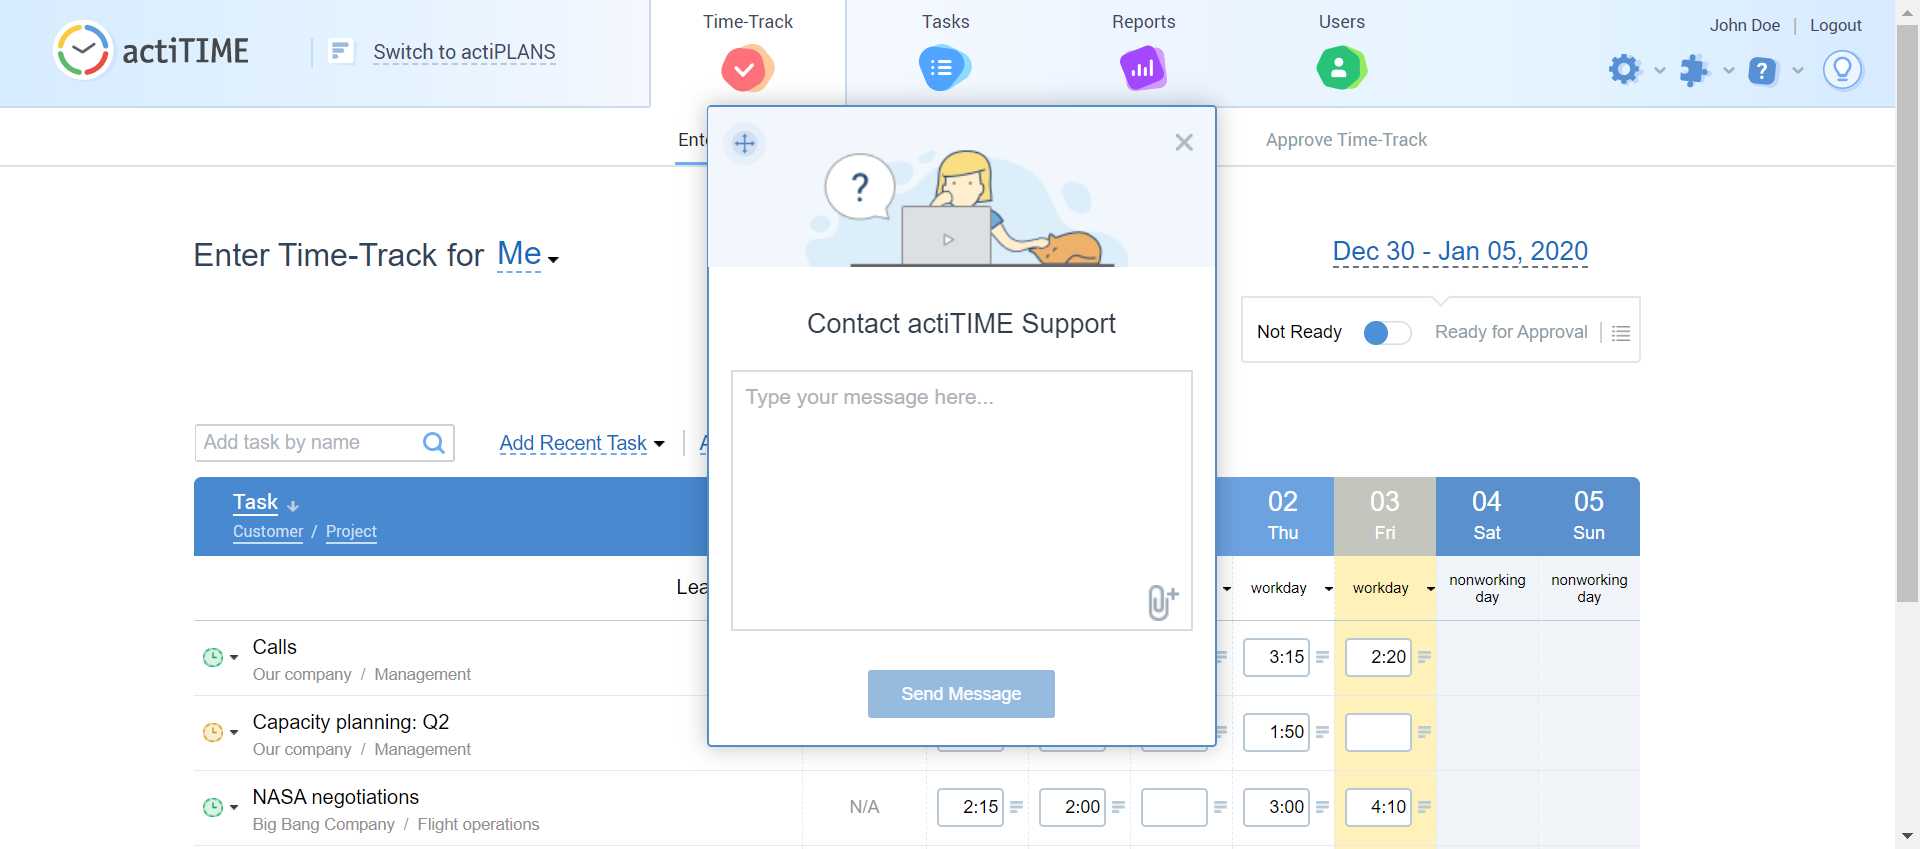 Time-Track
Tasks
Reports
Users
John Doe | Logout
actiTIME
Switch to actiPLANS
?
Approve Time-Track
?
Enter Time-Track for Me
Dec 30 - Jan 05, 2020
Contact actiTIME Support
Not Ready
Ready for Approval
Type your message here...
Add task by name
Add Recent Task
Task
Customer / Project
02
Thu
03
Fri
04
Sat
05
Sun
workday
workday
nonworking
day
nonworking
day
Calls
Our company / Management
3:15
2:20
Send Message
Capacity planning: Q2
Our company / Management
1:50
NASA negotiations
Big Bang Company / Flight operations
N/A
2:15
2:00
3:00
4:10